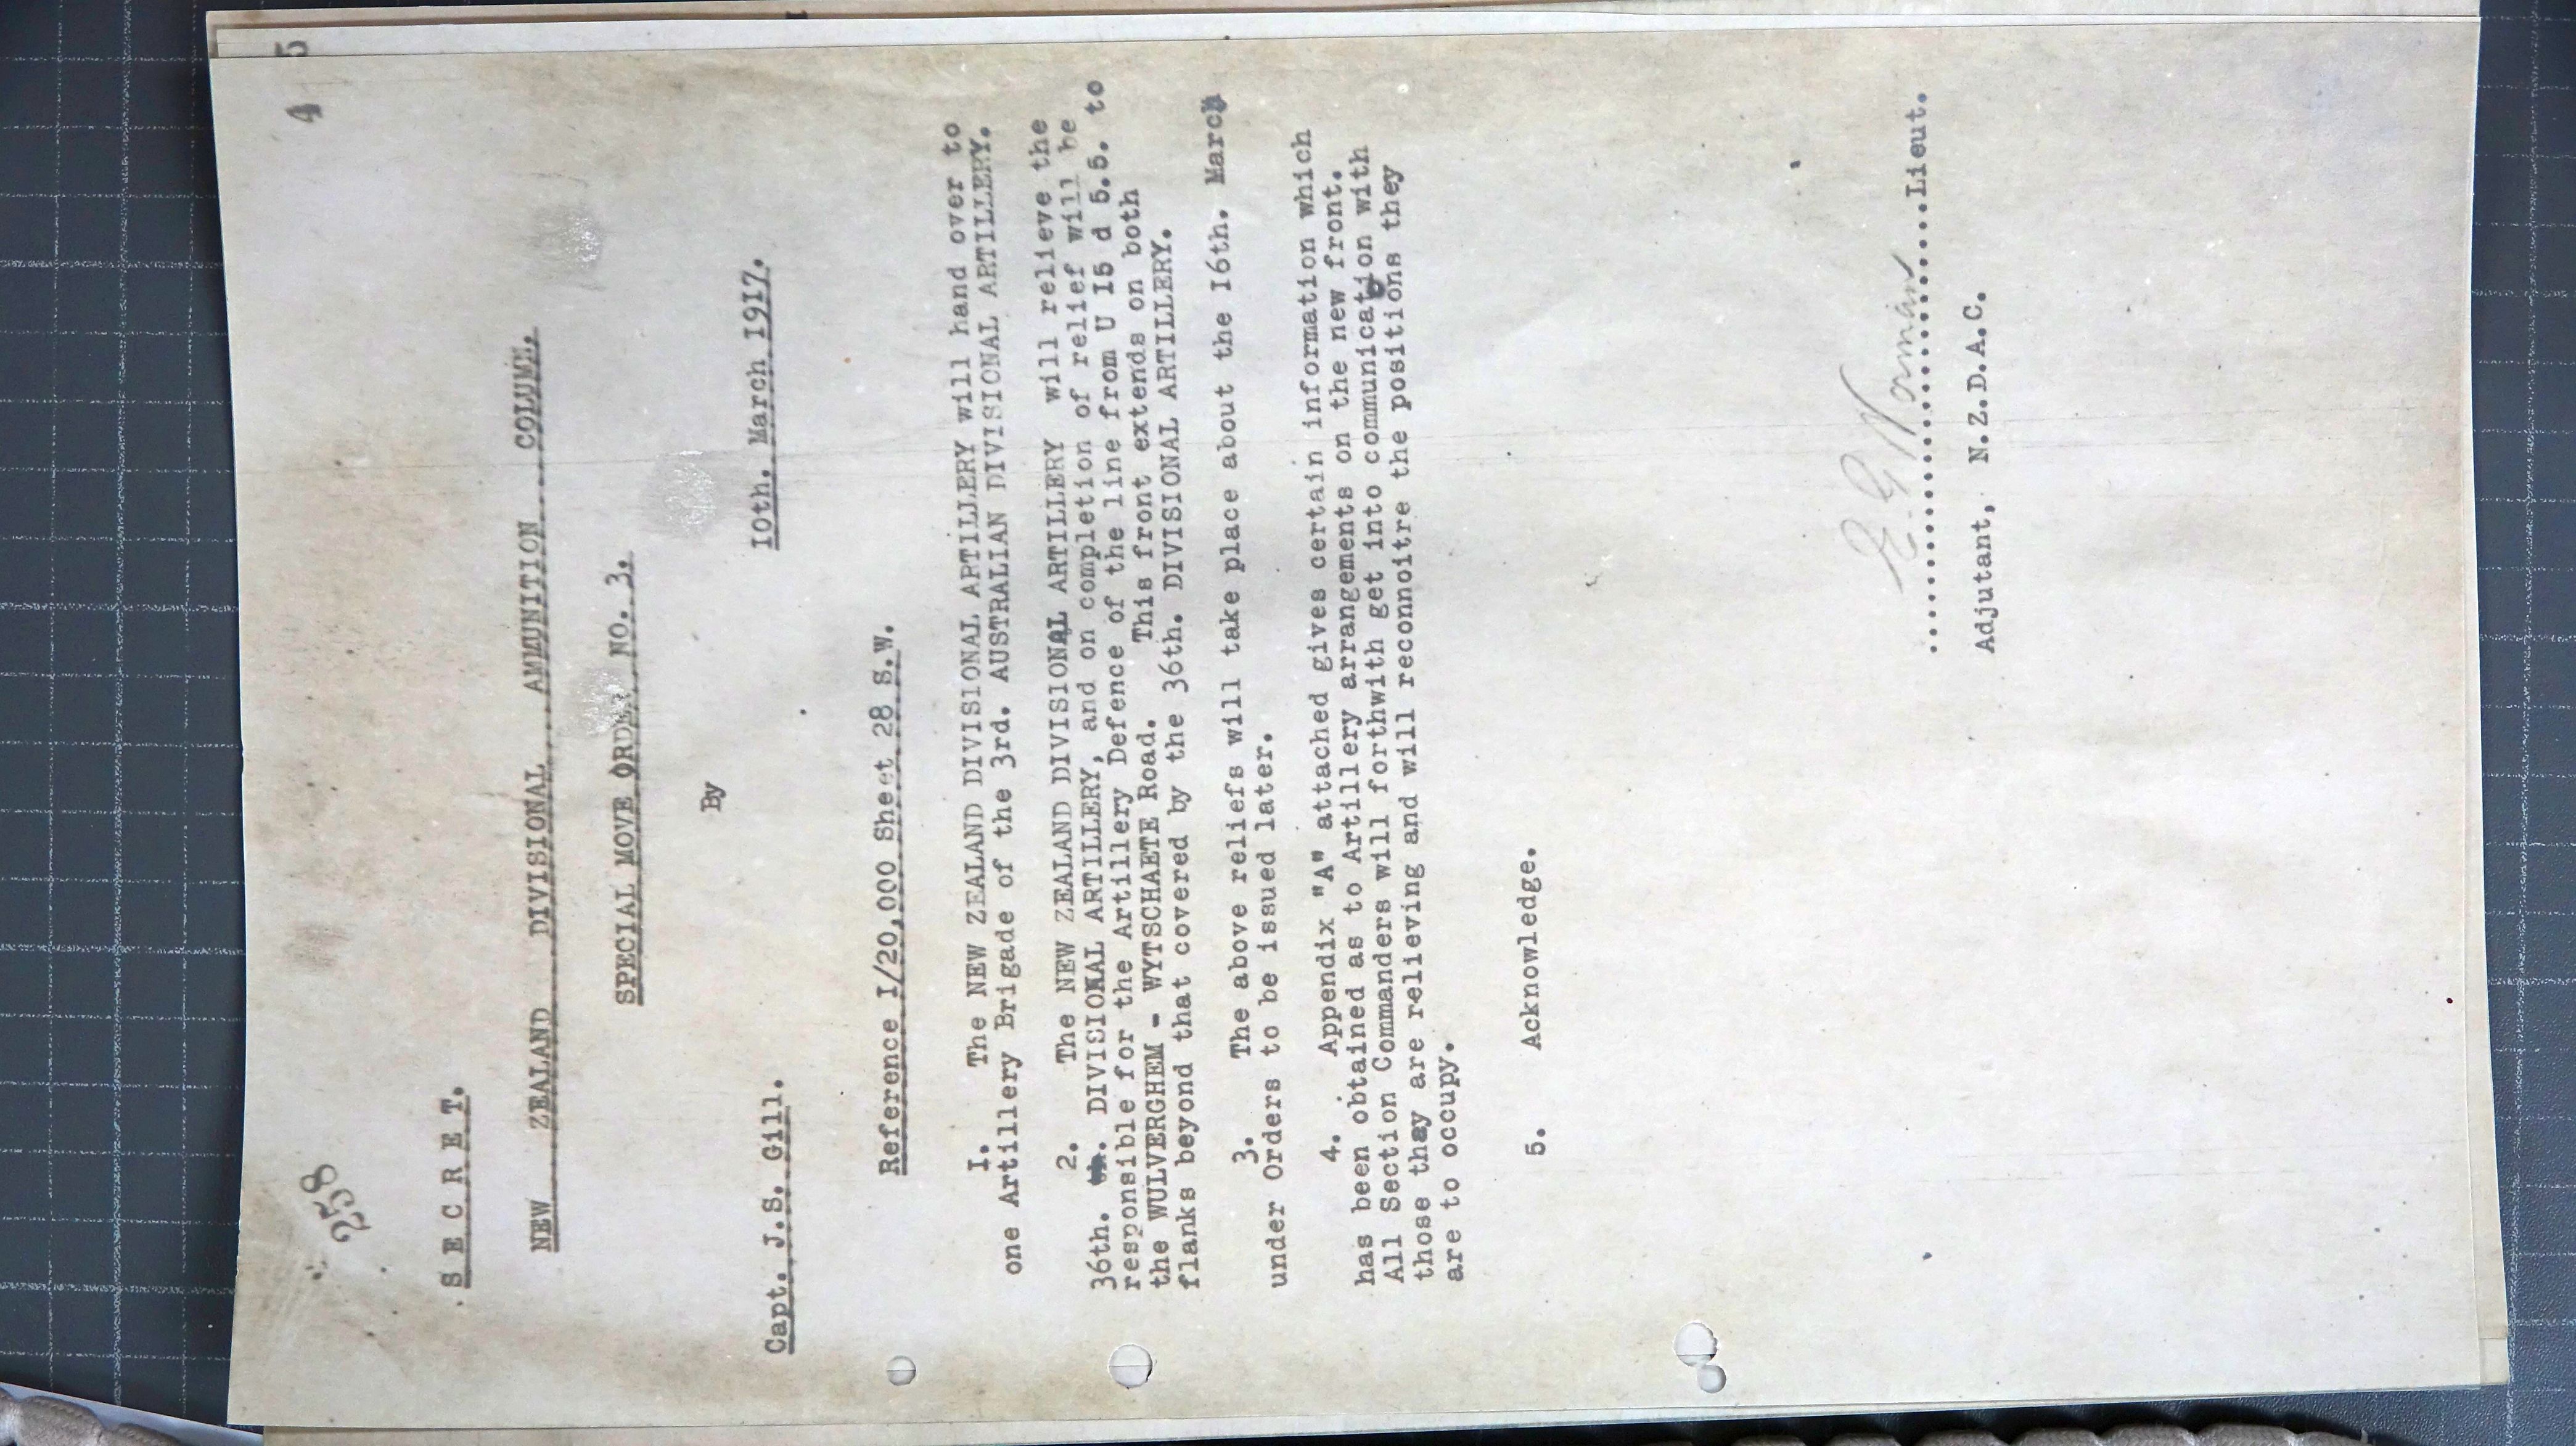 258
4
5
S E C R E T.
NEW ZEALAND DIVISIONAL AMMUNITION COLUMN.
SPECIAL MOVE ORDER NO. 3.
By
Capt. J.S. Gill. I0th. March I9I7.
Reference I/20,000 Sheet 28 S.W.
I. The NEW ZEALAND DIVISIONAL ARTILLERY will hand over to
one Artillery Brigade of the 3rd. AUSTRALIAN DIVISIONAL ARTILLERY.
2. The NEW ZEALAND DIVISIONAL ARTILLERY will relieve the
36th. DIVISIONAL ARTILLERY, and on completion of relief will be
responsible for the Artillery Defence of the line from U I5 d 5.5. to
the WULVERGHEM - WYTSCHAETE Road. This front extends on both
flanks beyond that covered by the 36th. DIVISIONAL ARTILLERY.
3. The above reliefs will take place about the I6th. March
under Orders to be issued later.
4. Appendix "A" attached gives certain information which
has been obtained as to Artillery arrangements on the new front.
All Section Commanders will forthwith get into communication with
those they are relieving and will reconnoitre the positions they
are to occupy.
5. Acknowledge.
E. G. Norman Lieut.
Adjutant, N.Z.D.A.C.